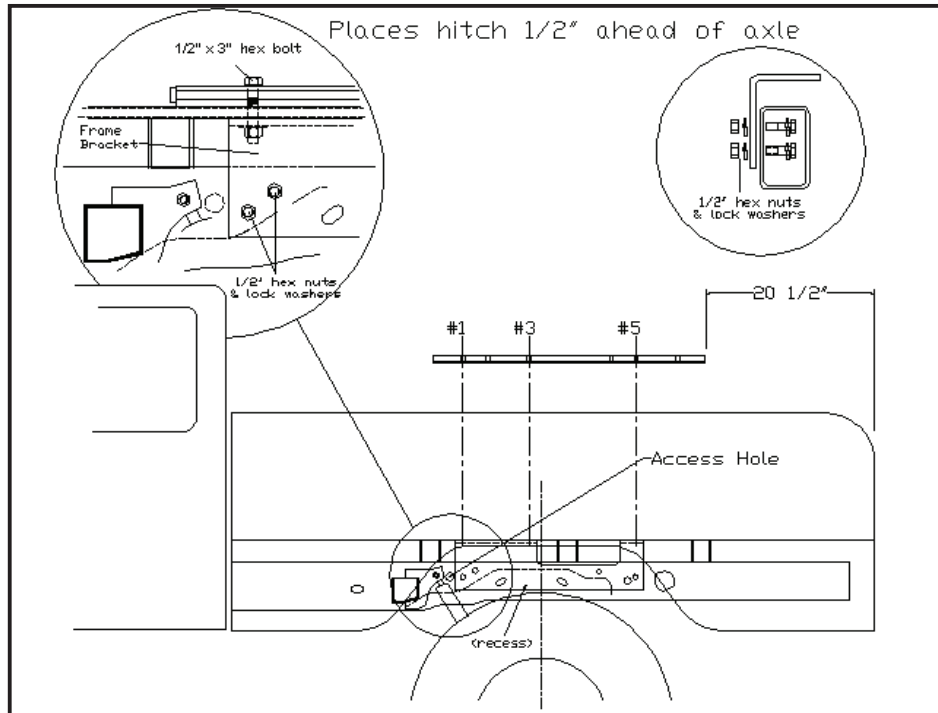 Places hitch 1/2" ahead of axle
1/2" x 3" hex bolt
Frame
Bracket
1/2" hex nuts
& lock washers
1/2" hex nuts
& lock washers
20 1/2"
#1
#3
#5
Access Hole
(recess)